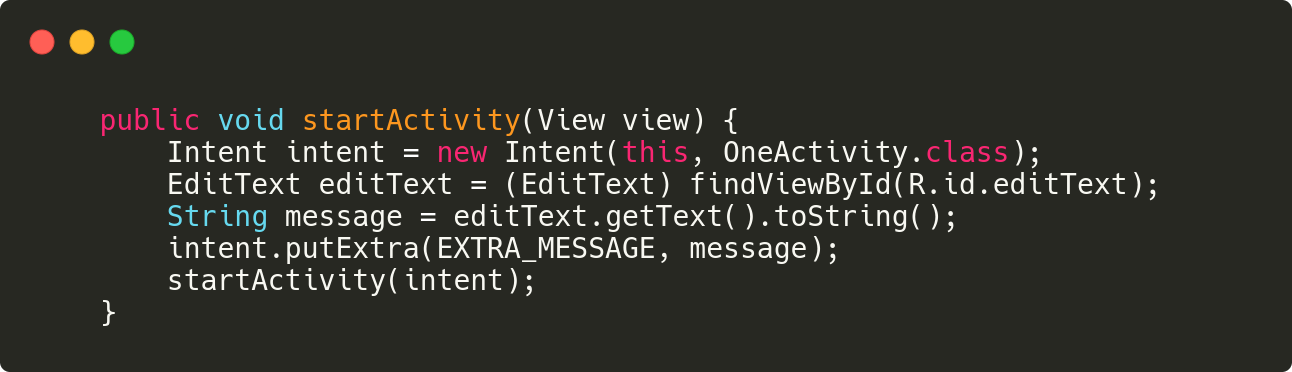 public void startActivity(View view) {
    Intent intent = new Intent(this, OneActivity.class);
    EditText editText = (EditText) findViewById(R.id.editText);
    String message = editText.getText().toString();
    intent.putExtra(EXTRA_MESSAGE, message);
    startActivity(intent);
}